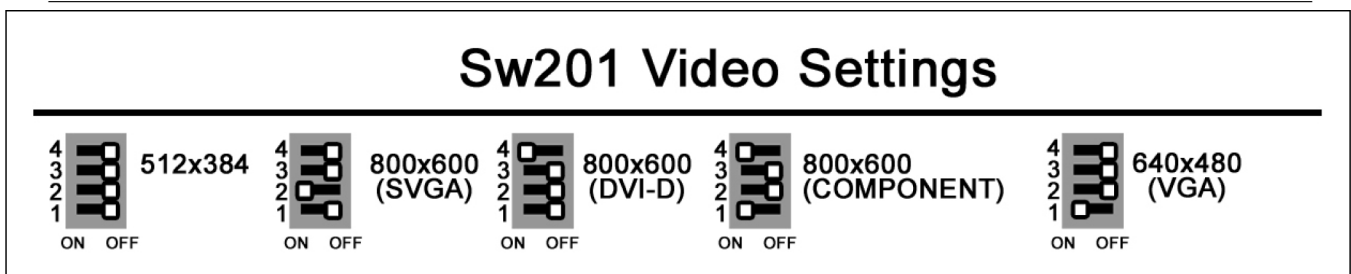 Sw201 Video Settings
4
3
2
1
ON OFF
512x384
4
3
2
1
ON OFF
800x600
(SVGA)
4
3
2
1
ON OFF
800x600
(DVI-D)
4
3
2
1
ON OFF
800x600
(COMPONENT)
4
3
2
1
ON OFF
640x480
(VGA)